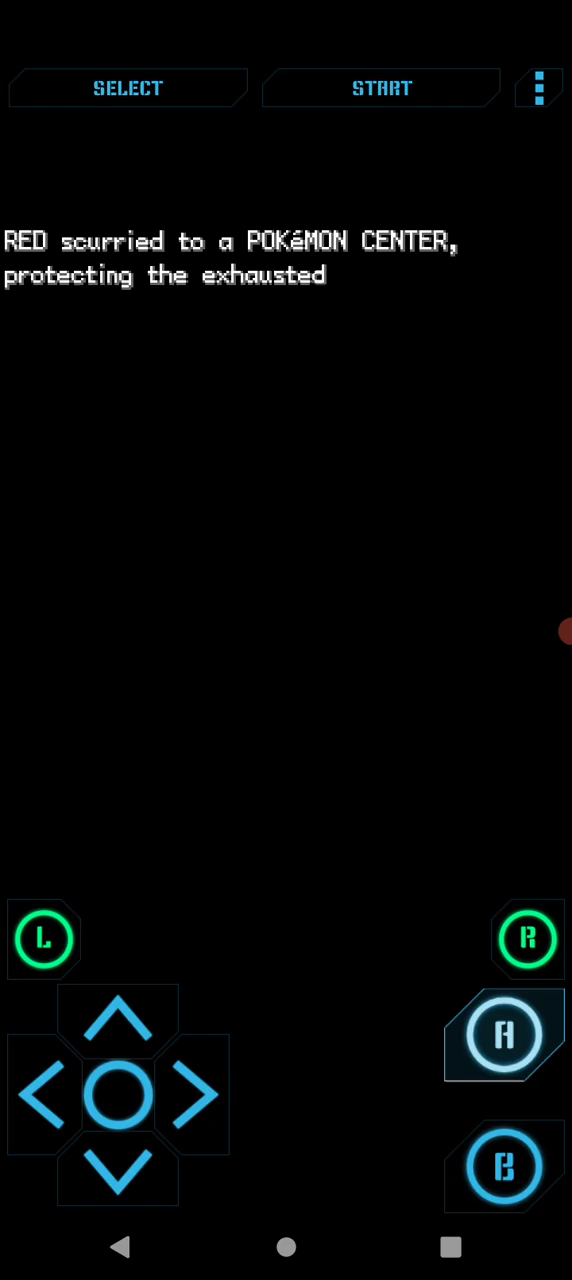 SELECT START
RED scurried to a POKéMON CENTER,
protecting the exhausted
L R
A
B